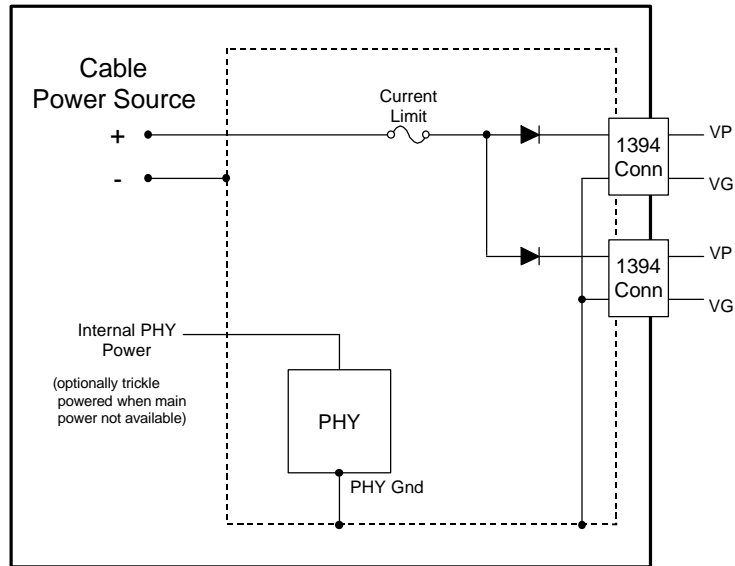 Cable
Power Source
+
-
Current
Limit
1394
Conn
VP
VG
1394
Conn
VP
VG
Internal PHY
Power
(optionally trickle
powered when main
power not available)
PHY
PHY Gnd